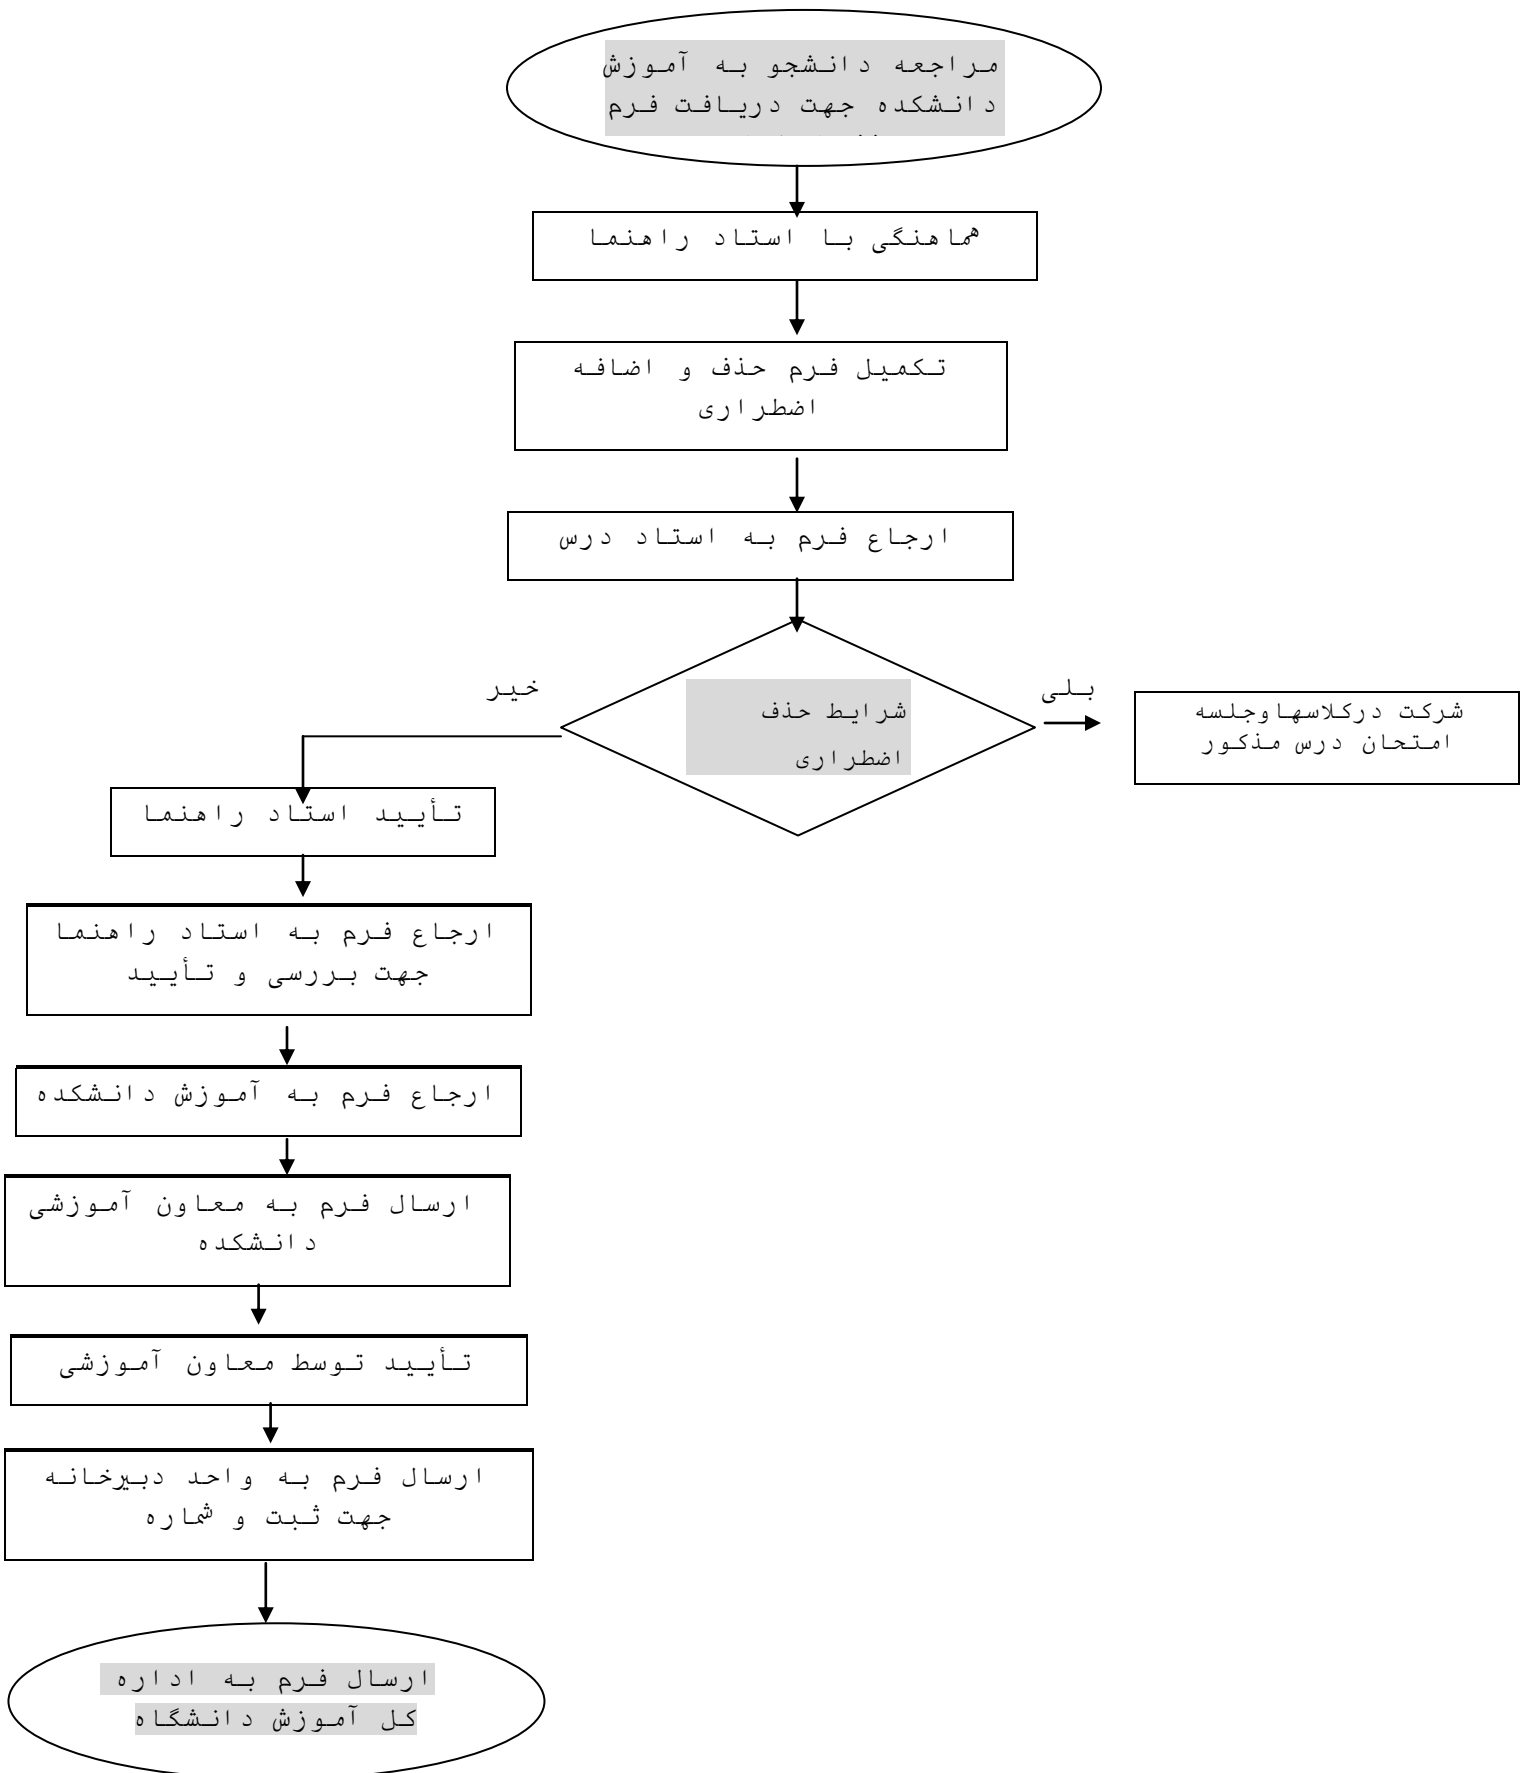 مراجعه دانشجو به آموزش
دانشکده جهت دریافت فرم
هماهنگی با استاد راهنما
تکمیل فرم حذف و اضافه
اضطراری
ارجاع فرم به استاد درس
شرایط حذف
اضطراری
بلی
شرکت درکلاسهاوجلسه
امتحان درس مذکور
خیر
تأیید استاد راهنما
ارجاع فرم به استاد راهنما
جهت بررسی و تأیید
ارجاع فرم به آموزش دانشکده
ارسال فرم به معاون آموزشی
دانشکده
تأیید توسط معاون آموزشی
ارسال فرم به واحد دبیرخانه
جهت ثبت و شماره
ارسال فرم به اداره
کل آموزش دانشگاه